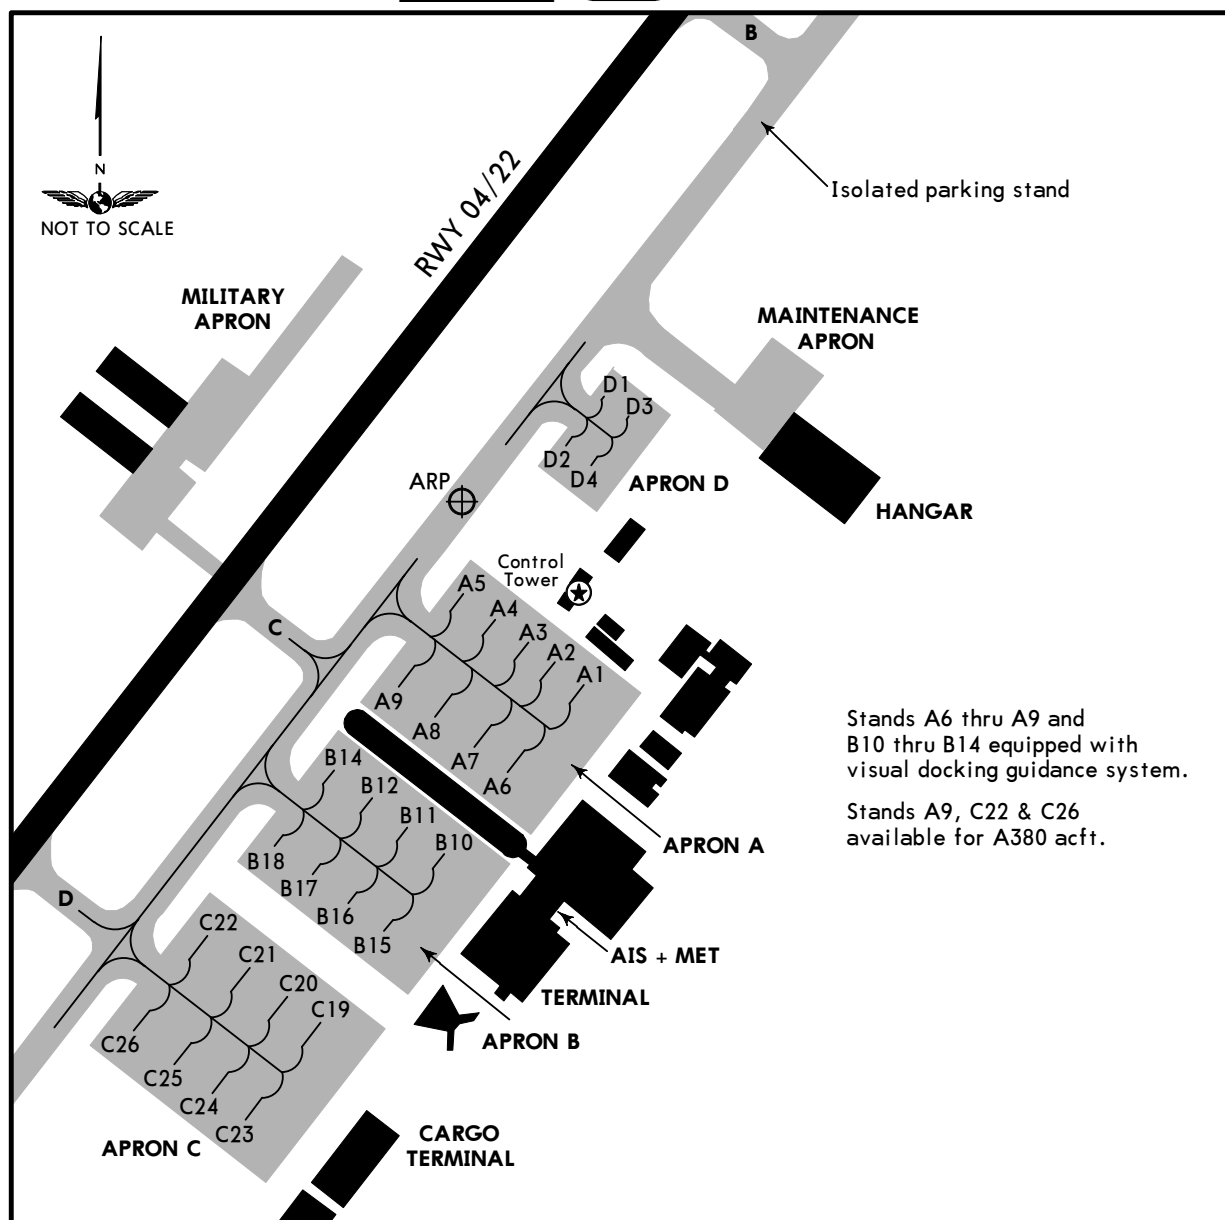 B
N
NOT TO SCALE
RWY 04/22
Isolated parking stand
MILITARY
APRON
MAINTENANCE
APRON
D1
D3
D2
D4
APRON D
ARP
HANGAR
Control
Tower
A5
A4
A3
A2
A1
C
A9
A8
A7
A6
Stands A6 thru A9 and
B10 thru B14 equipped with
visual docking guidance system.
Stands A9, C22 & C26
available for A380 acft.
B14
B12
B11
B10
APRON A
B18
B17
B16
B15
D
C22
C21
C20
C19
AIS + MET
TERMINAL
APRON B
C26
C25
C24
C23
APRON C
CARGO
TERMINAL